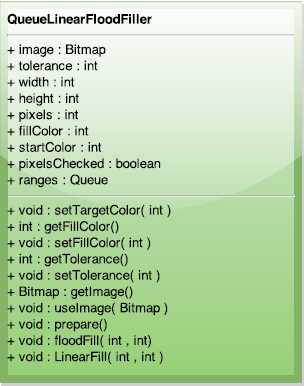 QueueLinearFloodFiller
+ image : Bitmap
+ tolerance : int
+ width : int
+ height : int
+ pixels : int
+ fillColor : int
+ startColor : int
+ pixelsChecked : boolean
+ ranges : Queue
+ void : setTargetColor( int )
+ int : getFillColor()
+ void : setFillColor( int )
+ int : getTolerance()
+ void : setTolerance( int )
+ Bitmap : getImage()
+ void : useImage( Bitmap )
+ void : prepare()
+ void : floodFill( int , int)
+ void : LinearFill( int , int )